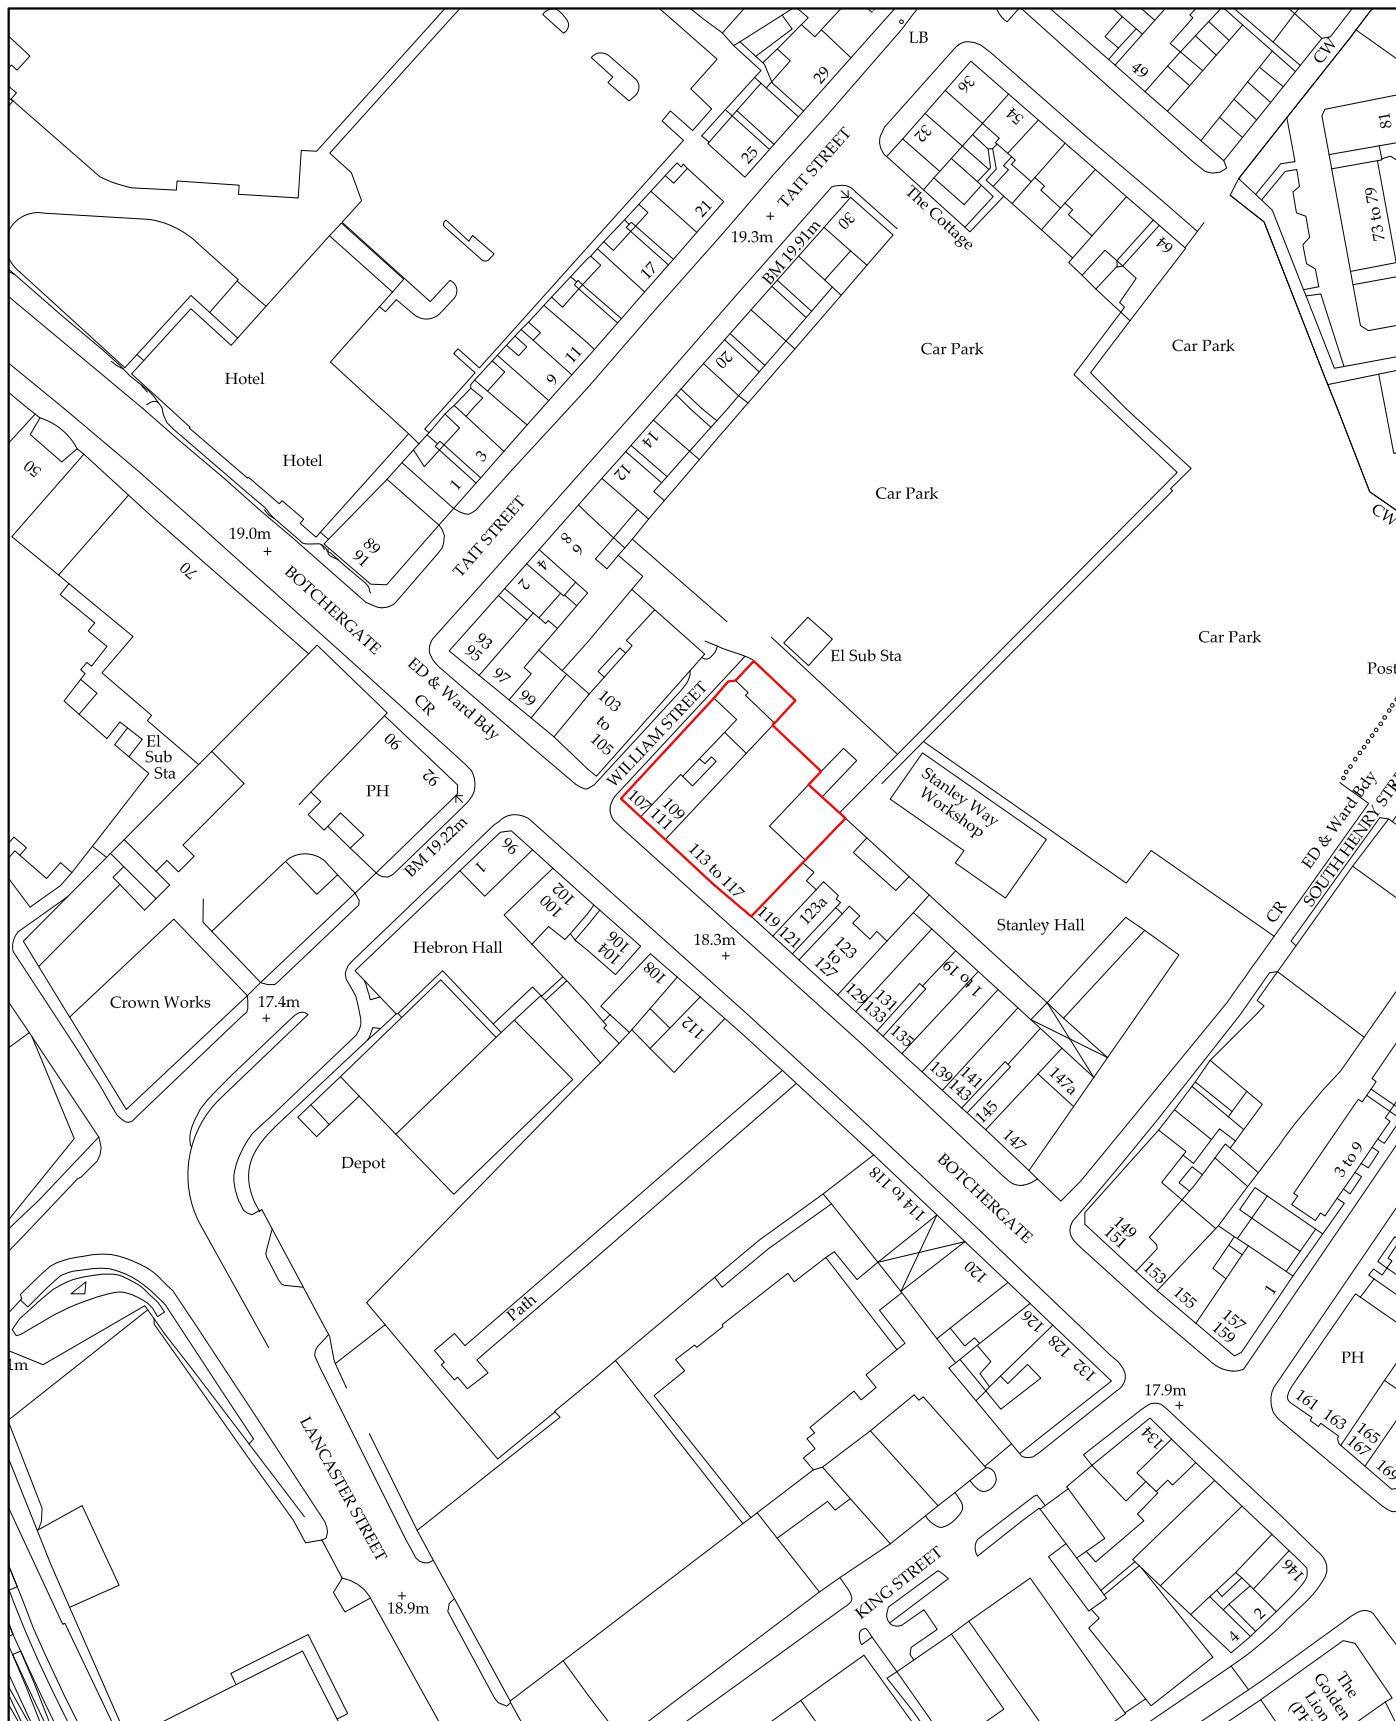 LB
49
CW
29
36
54
32
25
TAIT STREET
81
73 to 79
The Cottage
64
21
19.3m
30
BM 19.91m
17
11
9
20
Car Park
Car Park
Hotel
Hotel
3
1
14
12
Car Park
CW
50
19.0m
89
91
TAIT STREET
8
6
4
2
70
BOTCHERGATE
93
95
97
99
ED & Ward Bdy
CR
103
to
105
El Sub Sta
Car Park
Post
WILLIAM STREET
El
Sub
Sta
90
92
PH
BM 19.22m
107
109
111
113 to 117
Stanley Way
Workshop
ED & Ward Bdy
SOUTH HENRY STRE
CR
96
1
102
100
106
104
108
112
Hebron Hall
119
121
123a
123
to
127
18.3m
Stanley Hall
1 to 19
129
131
133
135
139
141
143
145
147
147a
Crown Works
17.4m
Depot
3 to 9
114 to 118
BOTCHERGATE
149
151
153
155
157
159
1
120
126
128
132
Path
1m
17.9m
PH
161
163
165
167
169
134
LANCASTER STREET
18.9m
KING STREET
146
2
4
The
Golden
Lion
(PH